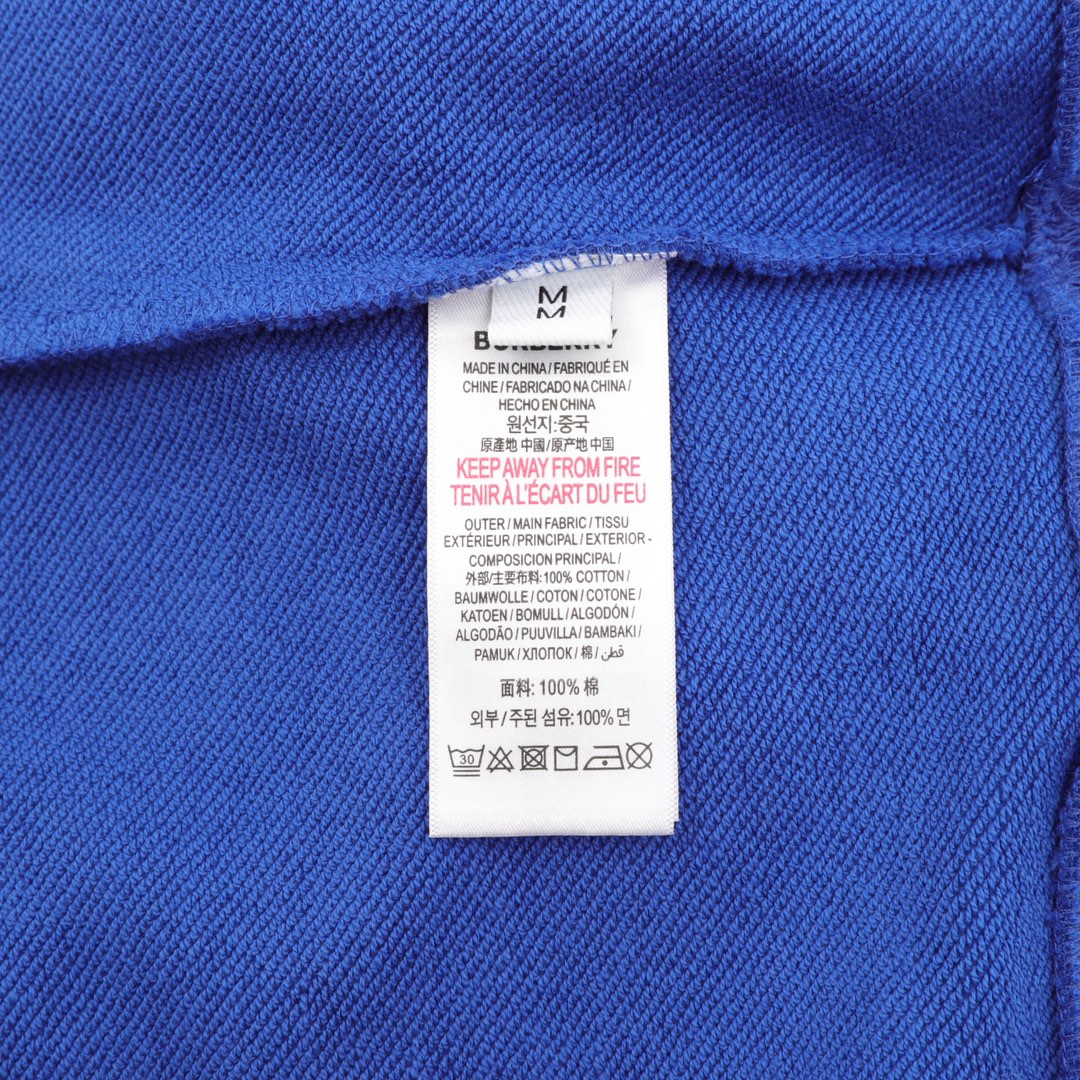 M
M
BURBERRY
MADE IN CHINA / FABRIQUÉ EN
CHINE / FABRICADO NA CHINA /
HECHO EN CHINA
원선지:중국
原產地 中國/原产地 中国
KEEP AWAY FROM FIRE
TENIR À L'ÉCART DU FEU
OUTER / MAIN FABRIC / TISSU
EXTÉRIEUR / PRINCIPAL / EXTERIOR -
COMPOSICION PRINCIPAL /
外部/主要布料:100% COTTON /
BAUMWOLLE / COTON / COTONE /
KATOEN / BOMULL / ALGODÓN /
ALGODÃO / PUUVILLA / BAMBAKI /
PAMUK / ХЛОПОК / 棉 / قطن
面料: 100% 棉
외부 / 주된 섬유:100% 면
30